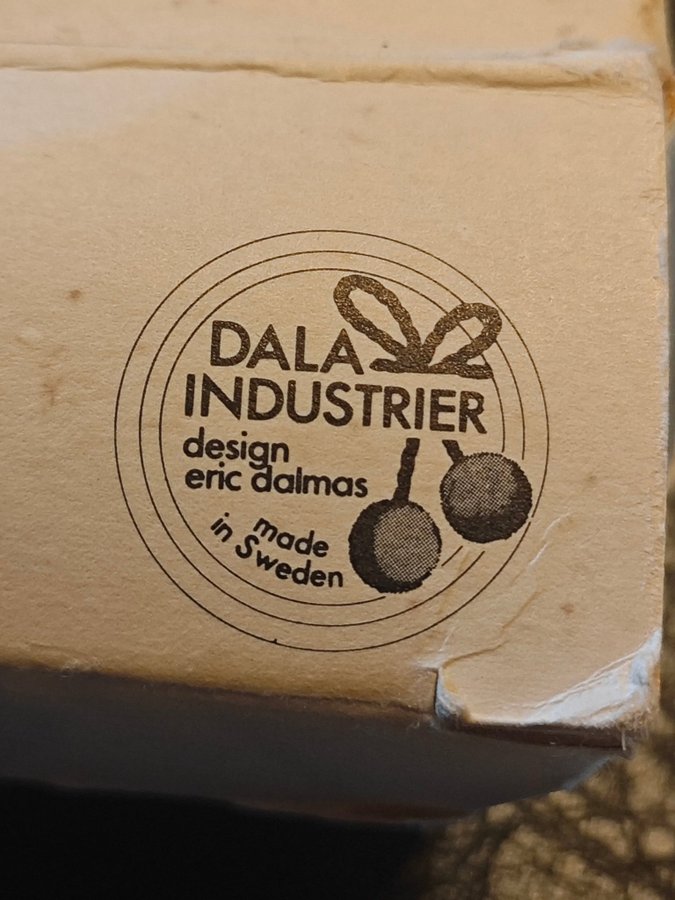 DALA
INDUSTRIER
design
eric dalmas
made
in Sweden